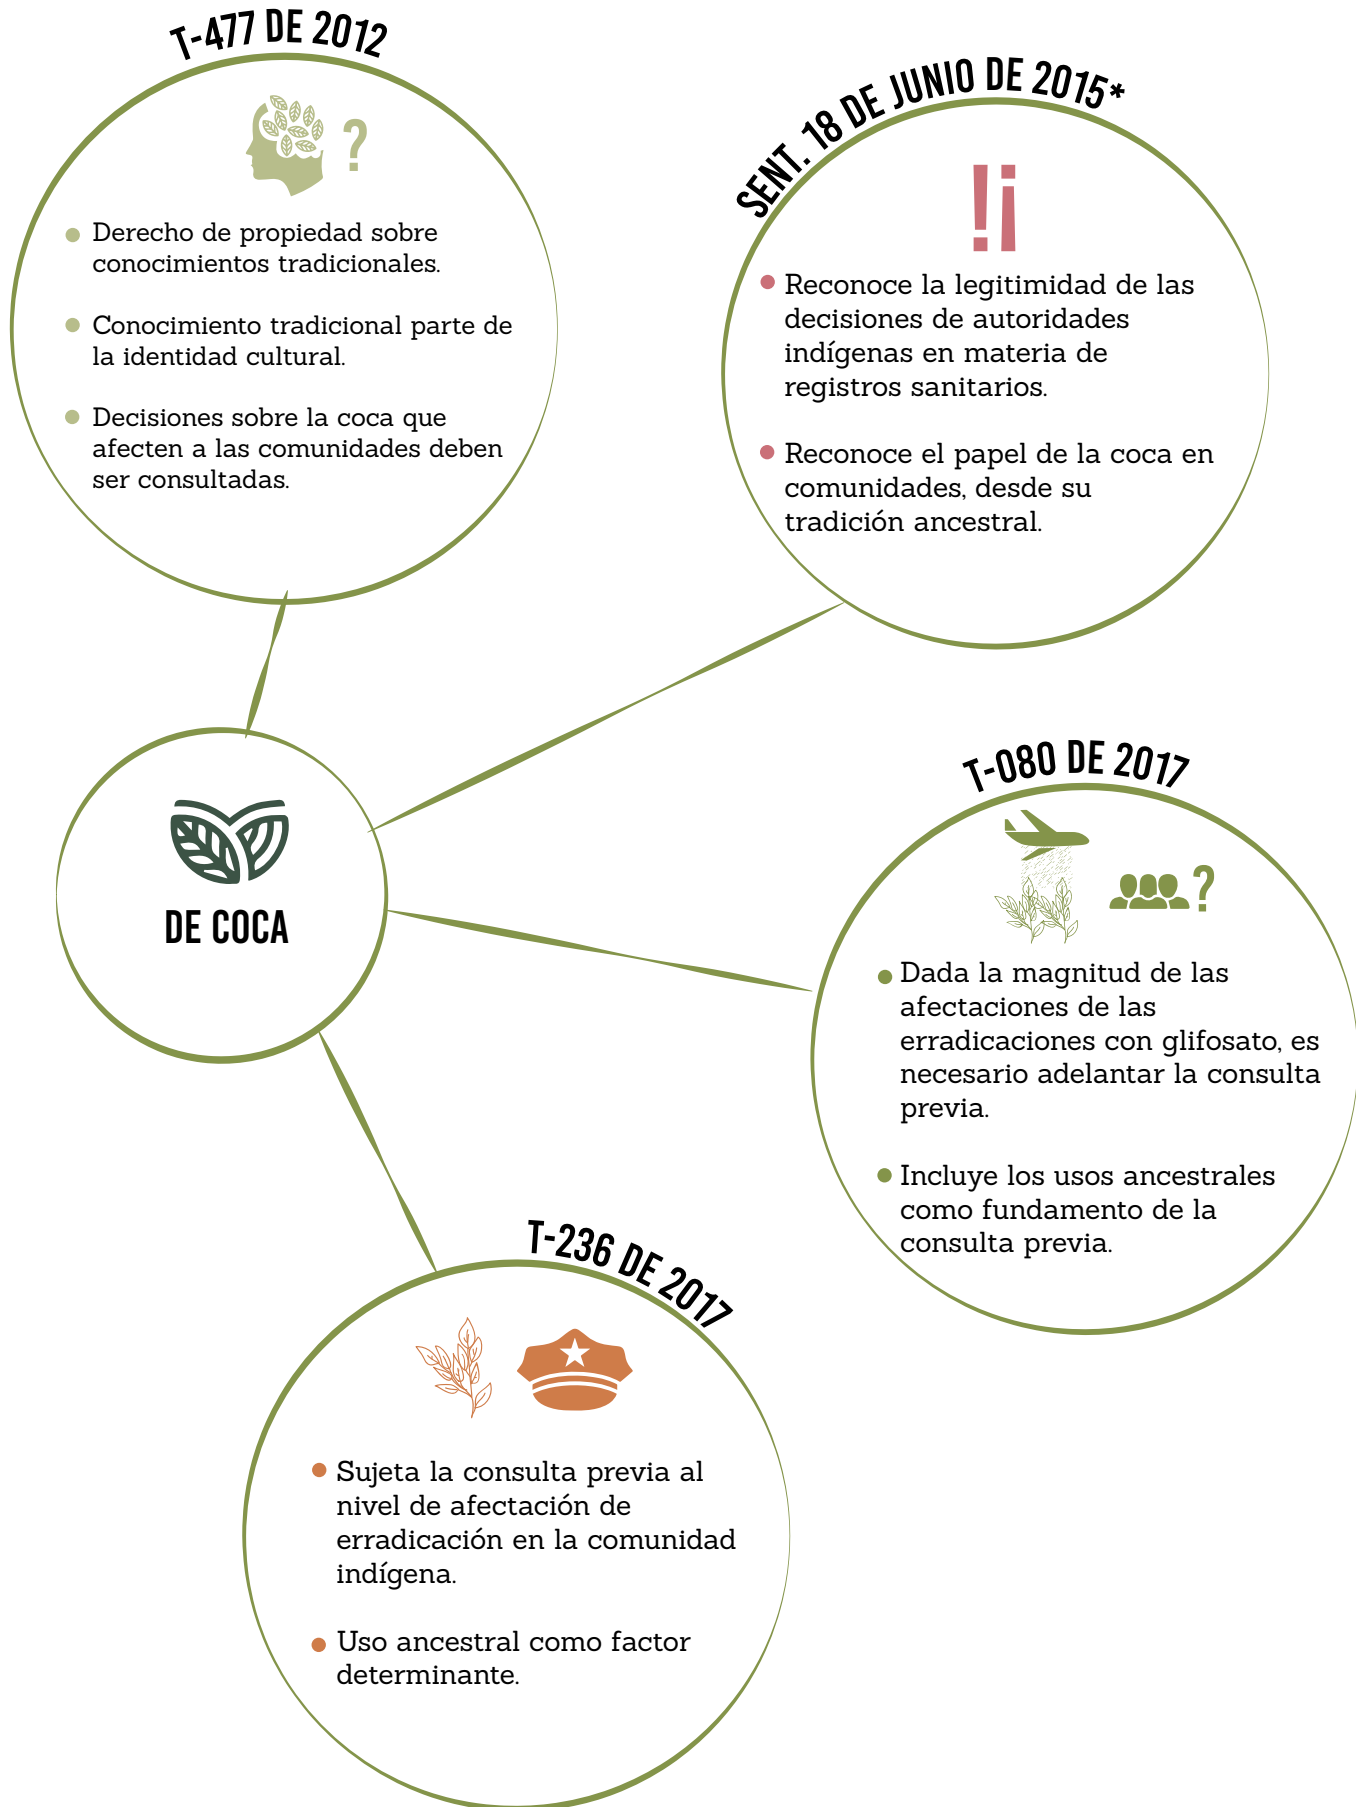 T-477 DE 2012
?
Derecho de propiedad sobre
conocimientos tradicionales.
Conocimiento tradicional parte de
la identidad cultural.
Decisiones sobre la coca que
afecten a las comunidades deben
ser consultadas.
SENT. 18 DE JUNIO DE 2015*
!¡
Reconoce la legitimidad de las
decisiones de autoridades
indígenas en materia de
registros sanitarios.
Reconoce el papel de la coca en
comunidades, desde su
tradición ancestral.
DE COCA
T-080 DE 2017
?
Dada la magnitud de las
afectaciones de las
erradicaciones con glifosato, es
necesario adelantar la consulta
previa.
Incluye los usos ancestrales
como fundamento de la
consulta previa.
T-236 DE 2017
Sujeta la consulta previa al
nivel de afectación de
erradicación en la comunidad
indígena.
Uso ancestral como factor
determinante.